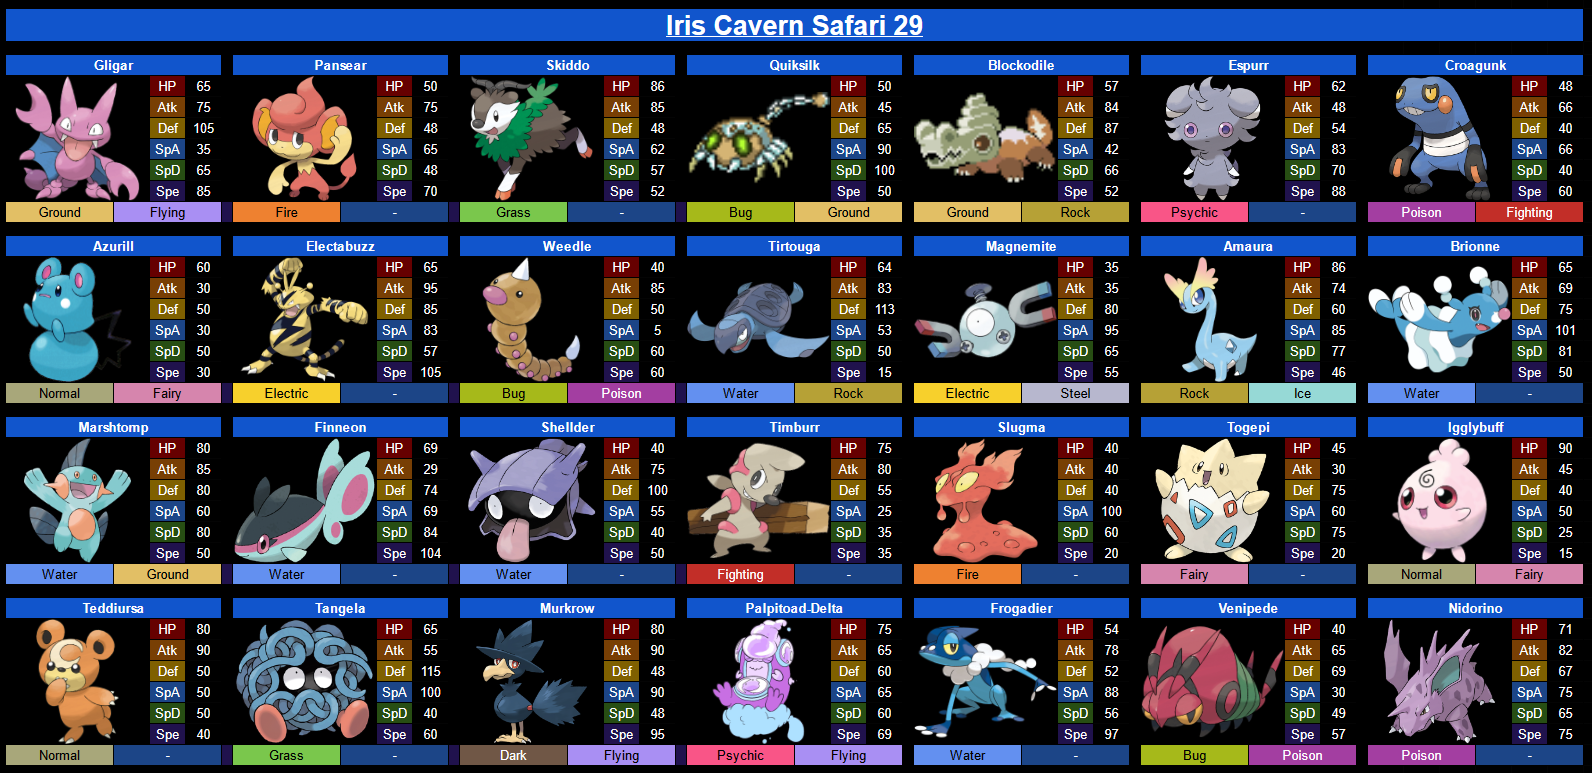 Iris Cavern Safari 29
Gligar Pansear Skiddo Quiksilk Blockodile Espurr Croagunk
HP 65 HP 50 HP 86 HP 50 HP 57 HP 62 HP 48
Atk 75 Atk 75 Atk 85 Atk 45 Atk 84 Atk 48 Atk 66
Def 105 Def 48 Def 48 Def 65 Def 87 Def 54 Def 40
SpA 35 SpA 65 SpA 62 SpA 90 SpA 42 SpA 83 SpA 66
SpD 65 SpD 48 SpD 57 SpD 100 SpD 66 SpD 70 SpD 40
Spe 85 Spe 70 Spe 52 Spe 50 Spe 52 Spe 88 Spe 60
Ground Flying Fire - Grass - Bug Ground Ground Rock Psychic - Poison Fighting
Azurill Electabuzz Weedle Tirtouga Magnemite Amaura Brionne
HP 60 HP 65 HP 40 HP 64 HP 35 HP 86 HP 65
Atk 30 Atk 95 Atk 85 Atk 83 Atk 35 Atk 74 Atk 69
Def 50 Def 85 Def 50 Def 113 Def 80 Def 60 Def 75
SpA 30 SpA 83 SpA 5 SpA 53 SpA 95 SpA 85 SpA 101
SpD 50 SpD 57 SpD 60 SpD 50 SpD 65 SpD 77 SpD 81
Spe 30 Spe 105 Spe 60 Spe 15 Spe 55 Spe 46 Spe 50
Normal Fairy Electric - Bug Poison Water Rock Electric Steel Rock Ice Water -
Marshtomp Finneon Shellder Timburr Slugma Togepi Igglybuff
HP 80 HP 69 HP 40 HP 75 HP 40 HP 45 HP 90
Atk 85 Atk 29 Atk 75 Atk 80 Atk 40 Atk 30 Atk 45
Def 80 Def 74 Def 100 Def 55 Def 40 Def 75 Def 40
SpA 60 SpA 69 SpA 55 SpA 25 SpA 100 SpA 60 SpA 50
SpD 80 SpD 84 SpD 40 SpD 35 SpD 60 SpD 75 SpD 25
Spe 50 Spe 104 Spe 50 Spe 35 Spe 20 Spe 20 Spe 15
Water Ground Water - Water - Fighting - Fire - Fairy - Normal Fairy
Teddiursa Tangela Murkrow Palpitoad-Delta Frogadier Venipede Nidorino
HP 80 HP 65 HP 80 HP 75 HP 54 HP 40 HP 71
Atk 90 Atk 55 Atk 90 Atk 65 Atk 78 Atk 65 Atk 82
Def 50 Def 115 Def 48 Def 60 Def 52 Def 69 Def 67
SpA 50 SpA 100 SpA 90 SpA 65 SpA 88 SpA 30 SpA 75
SpD 50 SpD 40 SpD 48 SpD 60 SpD 56 SpD 49 SpD 65
Spe 40 Spe 60 Spe 95 Spe 69 Spe 97 Spe 57 Spe 75
Normal - Grass - Dark Flying Psychic Flying Water - Bug Poison Poison -